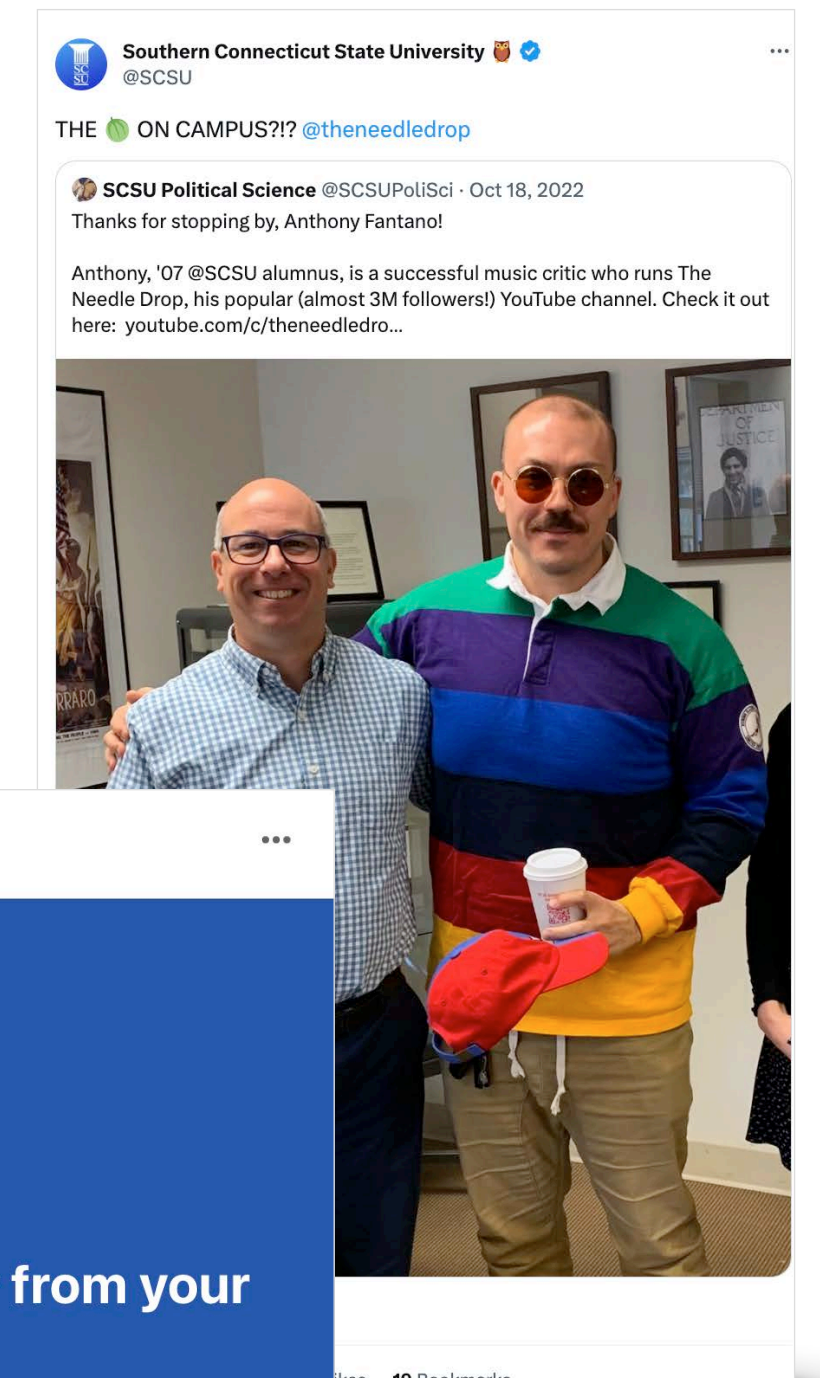 Southern Connecticut State University 🦉
@SCSU
THE 🍈 ON CAMPUS?!? @theneedledrop
SCSU Political Science @SCSUPoliSci · Oct 18, 2022
Thanks for stopping by, Anthony Fantano!
Anthony, '07 @SCSU alumnus, is a successful music critic who runs The
Needle Drop, his popular (almost 3M followers!) YouTube channel. Check it out
here: youtube.com/c/theneedledro...
DEPARTMENT
OF
JUSTICE
RRARO
from your
19 Bookmarks